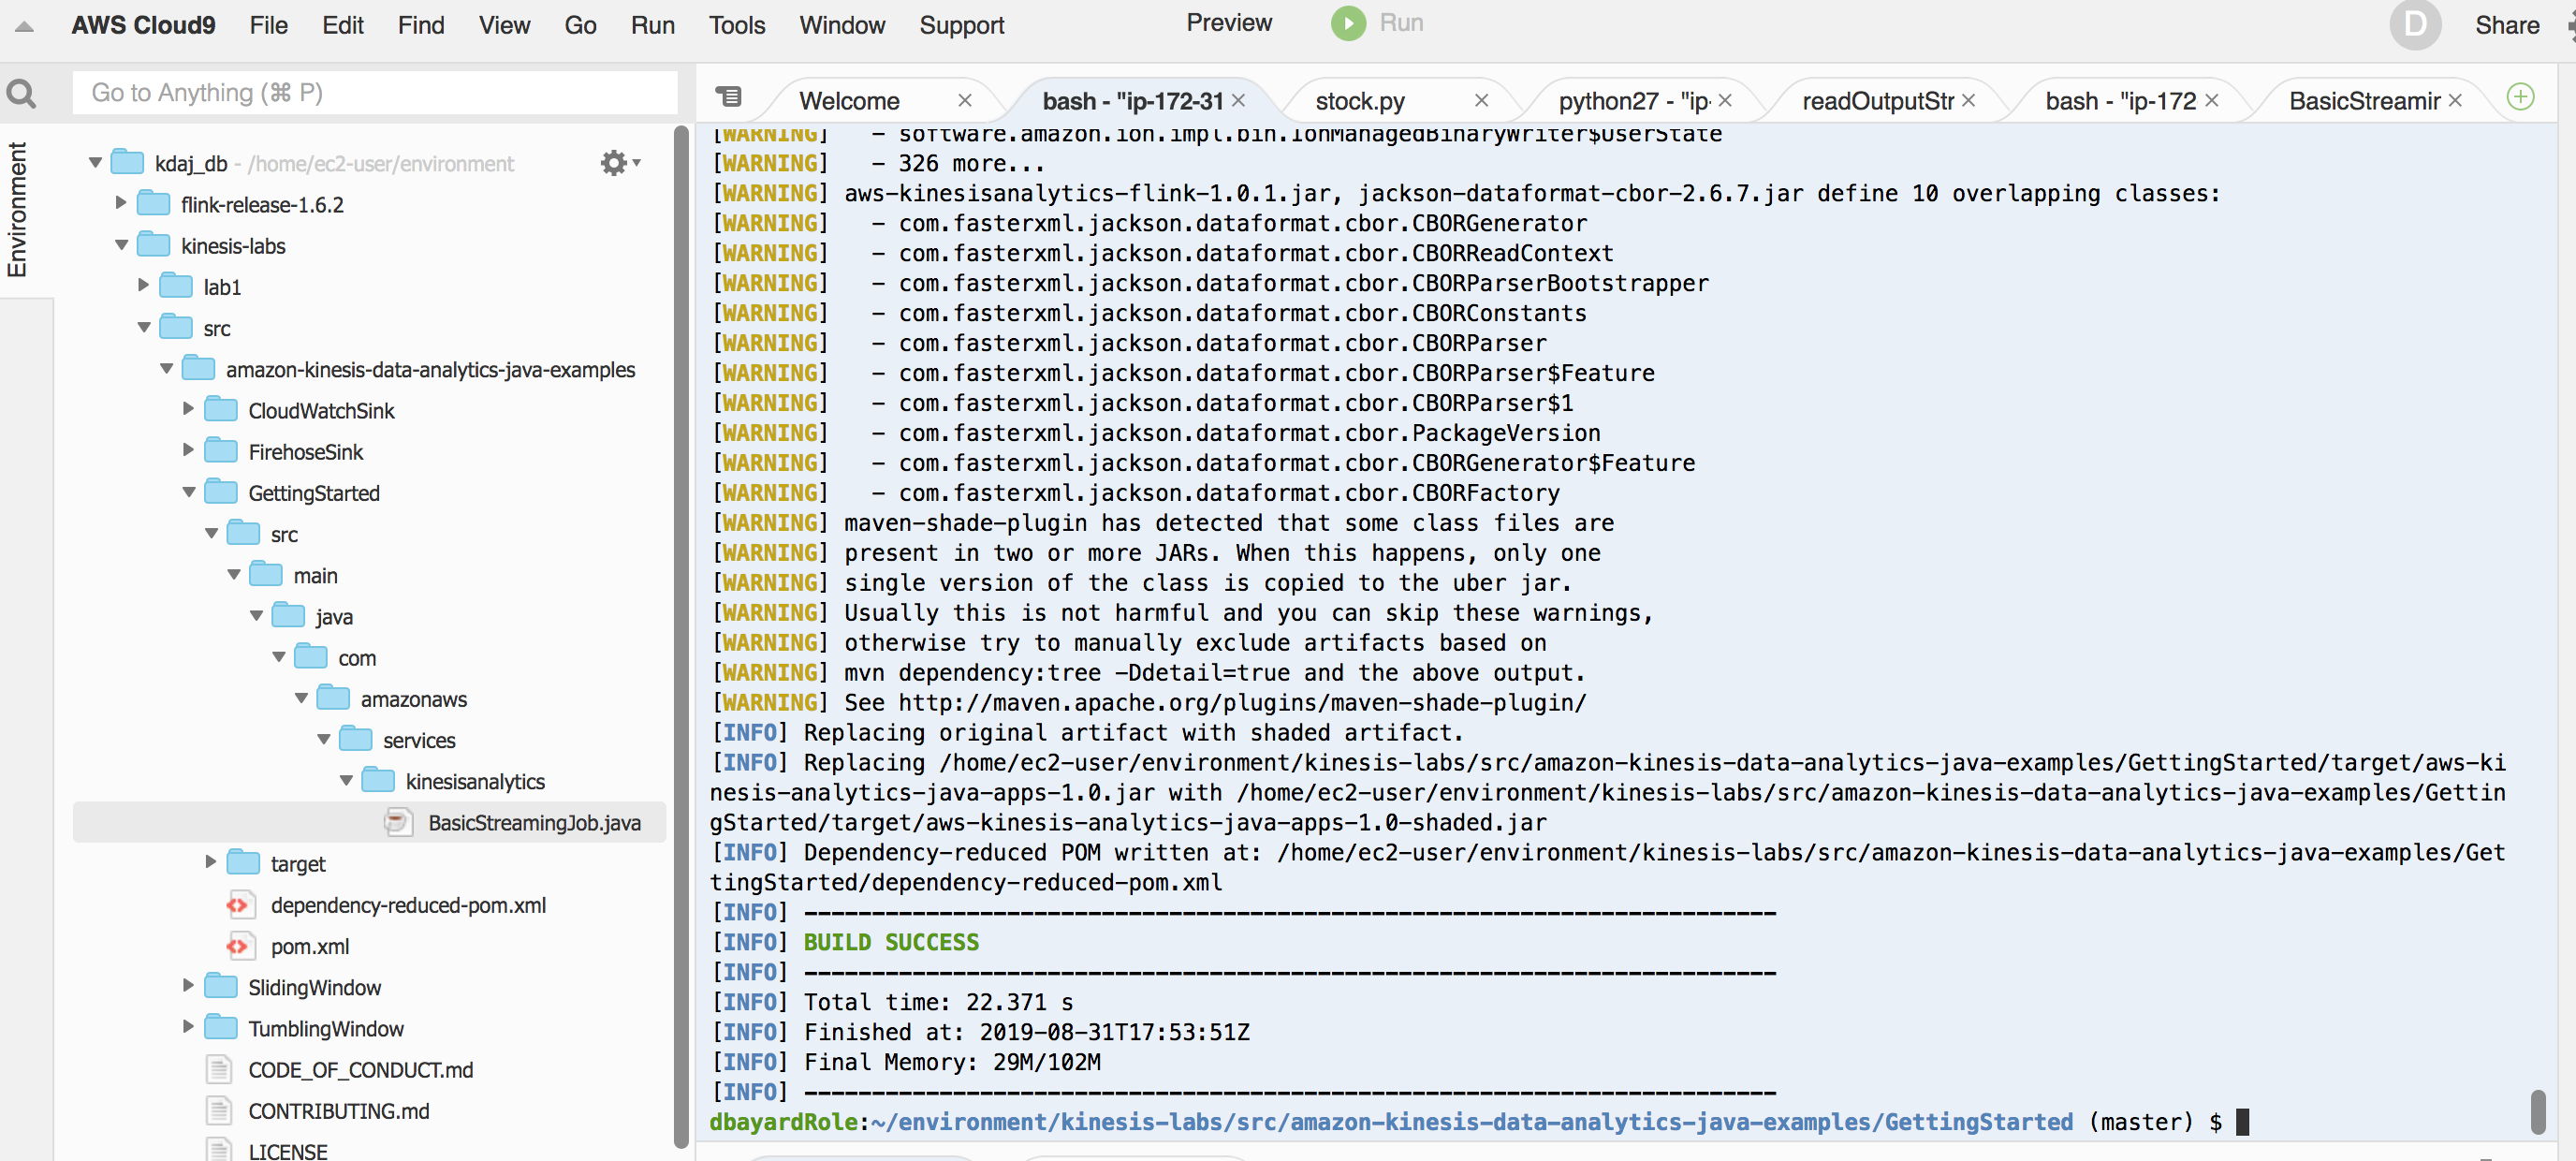 AWS Cloud9 File Edit Find View Go Run Tools Window Support Preview Run D Share
Go to Anything (⌘ P)
Environment
kdaj_db - /home/ec2-user/environment
flink-release-1.6.2
kinesis-labs
lab1
src
amazon-kinesis-data-analytics-java-examples
CloudWatchSink
FirehoseSink
GettingStarted
src
main
java
com
amazonaws
services
kinesisanalytics
BasicStreamingJob.java
target
dependency-reduced-pom.xml
pom.xml
SlidingWindow
TumblingWindow
CODE_OF_CONDUCT.md
CONTRIBUTING.md
LICENSE
Welcome bash - "ip-172-31 stock.py python27 - "ip- readOutputStr bash - "ip-172 BasicStreamin
[WARNING] - software.amazon.ion.impl.bin.IonManagedBinaryWriter$UserState
[WARNING] - 326 more...
[WARNING] aws-kinesisanalytics-flink-1.0.1.jar, jackson-dataformat-cbor-2.6.7.jar define 10 overlapping classes:
[WARNING] - com.fasterxml.jackson.dataformat.cbor.CBORGenerator
[WARNING] - com.fasterxml.jackson.dataformat.cbor.CBORReadContext
[WARNING] - com.fasterxml.jackson.dataformat.cbor.CBORParserBootstrapper
[WARNING] - com.fasterxml.jackson.dataformat.cbor.CBORConstants
[WARNING] - com.fasterxml.jackson.dataformat.cbor.CBORParser
[WARNING] - com.fasterxml.jackson.dataformat.cbor.CBORParser$Feature
[WARNING] - com.fasterxml.jackson.dataformat.cbor.CBORParser$1
[WARNING] - com.fasterxml.jackson.dataformat.cbor.PackageVersion
[WARNING] - com.fasterxml.jackson.dataformat.cbor.CBORGenerator$Feature
[WARNING] - com.fasterxml.jackson.dataformat.cbor.CBORFactory
[WARNING] maven-shade-plugin has detected that some class files are
[WARNING] present in two or more JARs. When this happens, only one
[WARNING] single version of the class is copied to the uber jar.
[WARNING] Usually this is not harmful and you can skip these warnings,
[WARNING] otherwise try to manually exclude artifacts based on
[WARNING] mvn dependency:tree -Ddetail=true and the above output.
[WARNING] See http://maven.apache.org/plugins/maven-shade-plugin/
[INFO] Replacing original artifact with shaded artifact.
[INFO] Replacing /home/ec2-user/environment/kinesis-labs/src/amazon-kinesis-data-analytics-java-examples/GettingStarted/target/aws-ki
nesis-analytics-java-apps-1.0.jar with /home/ec2-user/environment/kinesis-labs/src/amazon-kinesis-data-analytics-java-examples/Gettin
gStarted/target/aws-kinesis-analytics-java-apps-1.0-shaded.jar
[INFO] Dependency-reduced POM written at: /home/ec2-user/environment/kinesis-labs/src/amazon-kinesis-data-analytics-java-examples/Get
tingStarted/dependency-reduced-pom.xml
[INFO] ------------------------------------------------------------------------
[INFO] BUILD SUCCESS
[INFO] ------------------------------------------------------------------------
[INFO] Total time: 22.371 s
[INFO] Finished at: 2019-08-31T17:53:51Z
[INFO] Final Memory: 29M/102M
[INFO] ------------------------------------------------------------------------
dbayardRole:~/environment/kinesis-labs/src/amazon-kinesis-data-analytics-java-examples/GettingStarted (master) $